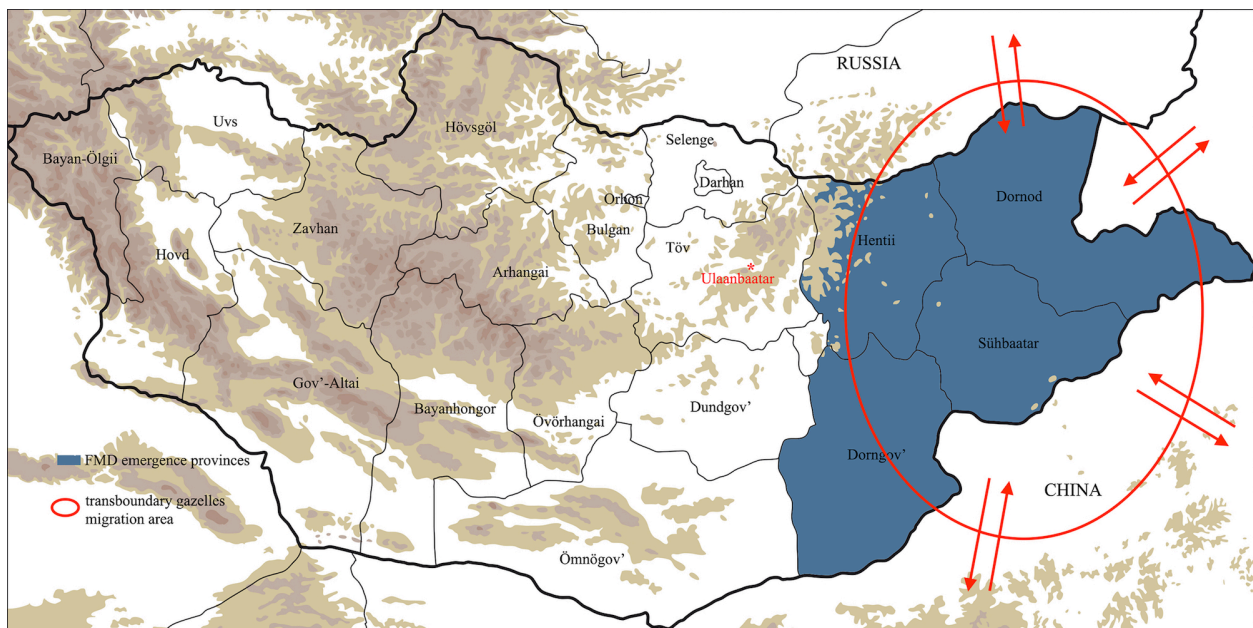 RUSSIA
Uvs
Hövsgöl
Selenge
Bayan-Ölgii
Darhan
Dornod
Orhon
Zavhan
Bulgan
Hentii
Töv
Hovd
Arhangai
*
Ulaanbaatar
Sühbaatar
Gov’-Altai
Bayanhongor
Dundgov’
Övörhangai
Dorngov’
FMD emergence provinces
CHINA
transboundary gazelles
migration area
Ömnögov’